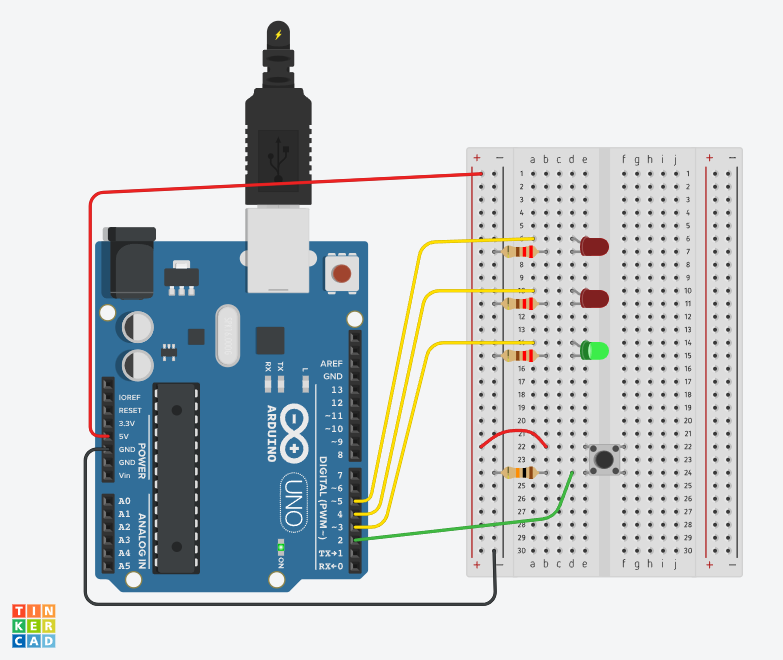 + − a b c d e f g h i j + −
1 1
2 2
3 3
4 4
5 5
6 6
7 7
8 8
9 9
10 10
11 11
12 12
13 13
14 14
15 15
16 16
17 17
18 18
19 19
20 20
21 21
22 22
23 23
24 24
25 25
26 26
27 27
28 28
29 29
30 30
+ − a b c d e f g h i j + −
AREF
GND
13
12
~11
~10
~9
8
7
~6
~5
4
~3
2
TX→1
RX←0
DIGITAL (PWM~)
RX
TX
L
ARDUINO
UNO
ON
IOREF
RESET
3.3V
5V
GND
GND
Vin
POWER
A0
A1
A2
A3
A4
A5
ANALOG IN
TIN
KER
CAD